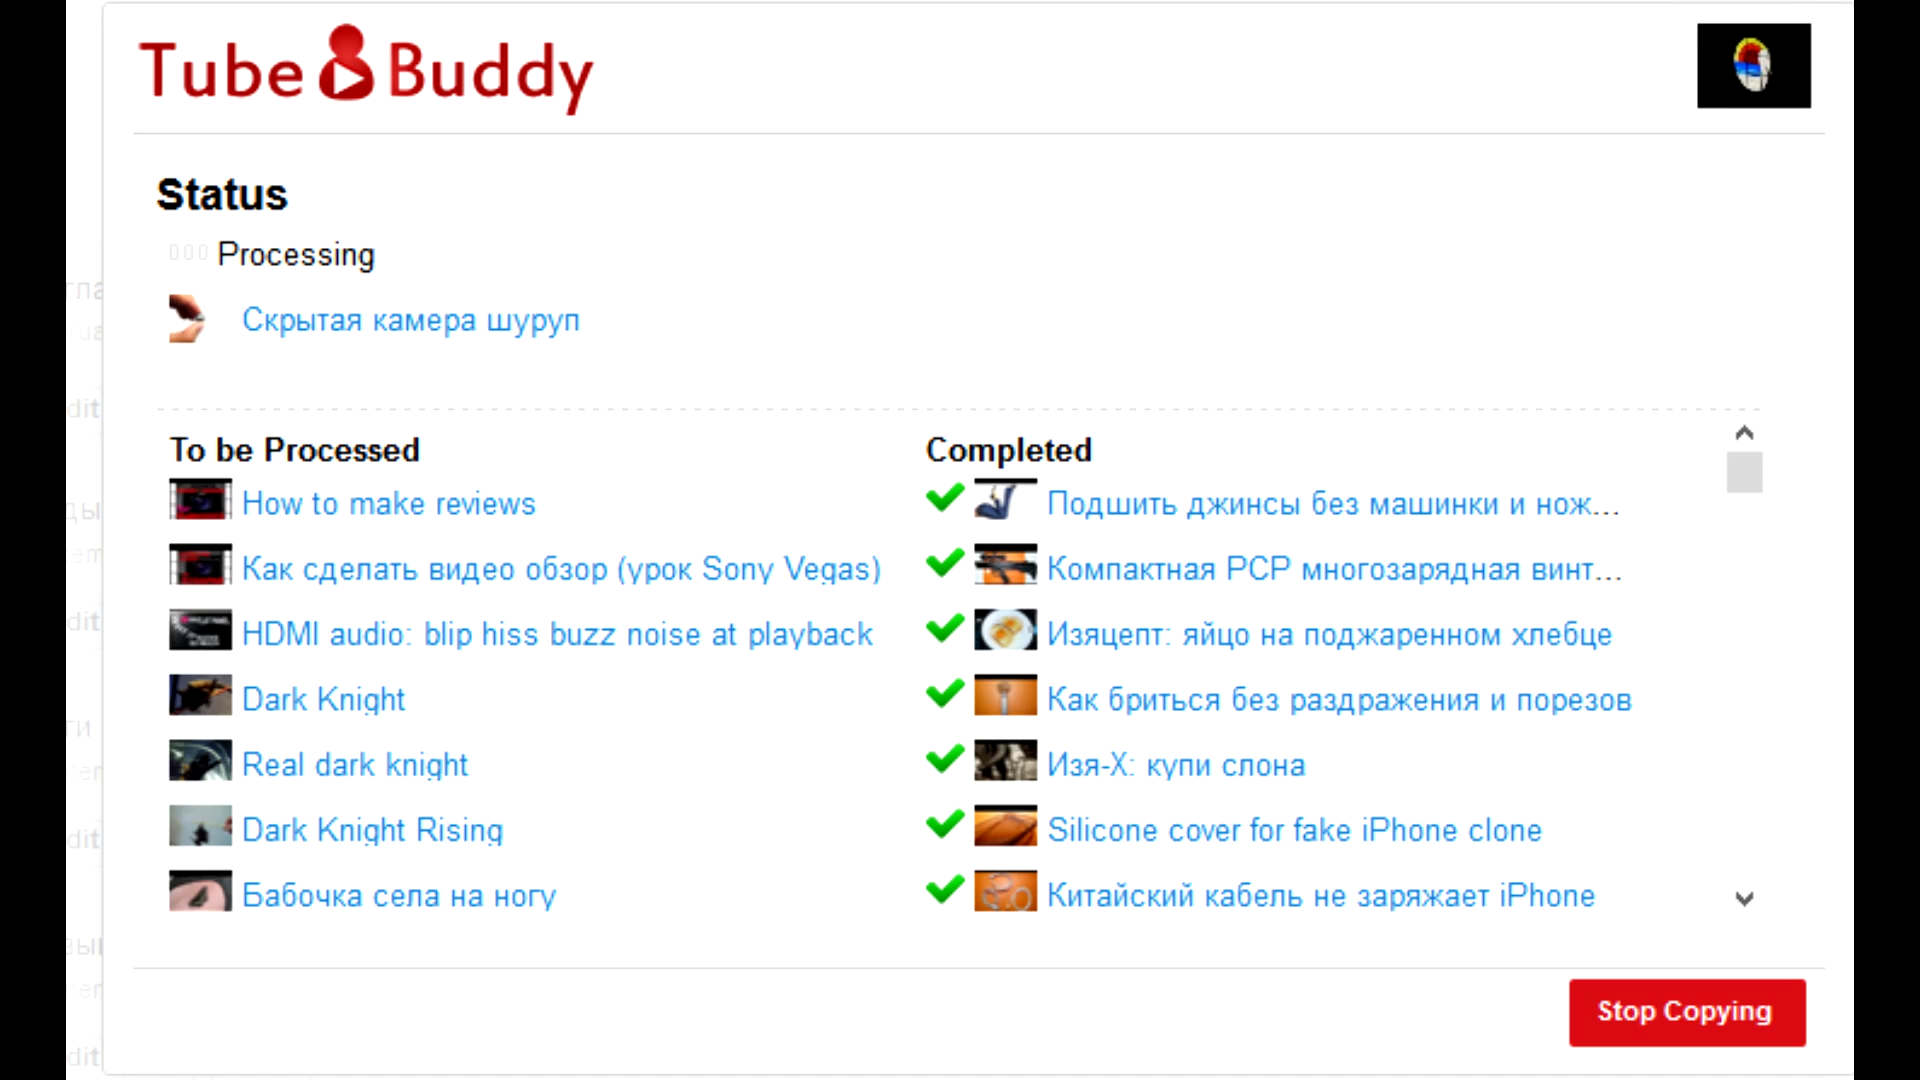 Tube Buddy
Status
Processing
Скрытая камера шуруп
To be Processed
How to make reviews
Как сделать видео обзор (урок Sony Vegas)
HDMI audio: blip hiss buzz noise at playback
Dark Knight
Real dark knight
Dark Knight Rising
Бабочка села на ногу
Completed
Подшить джинсы без машинки и нож...
Компактная PCP многозарядная винт...
Изяцепт: яйцо на поджаренном хлебце
Как бриться без раздражения и порезов
Изя-Х: купи слона
Silicone cover for fake iPhone clone
Китайский кабель не заряжает iPhone
Stop Copying